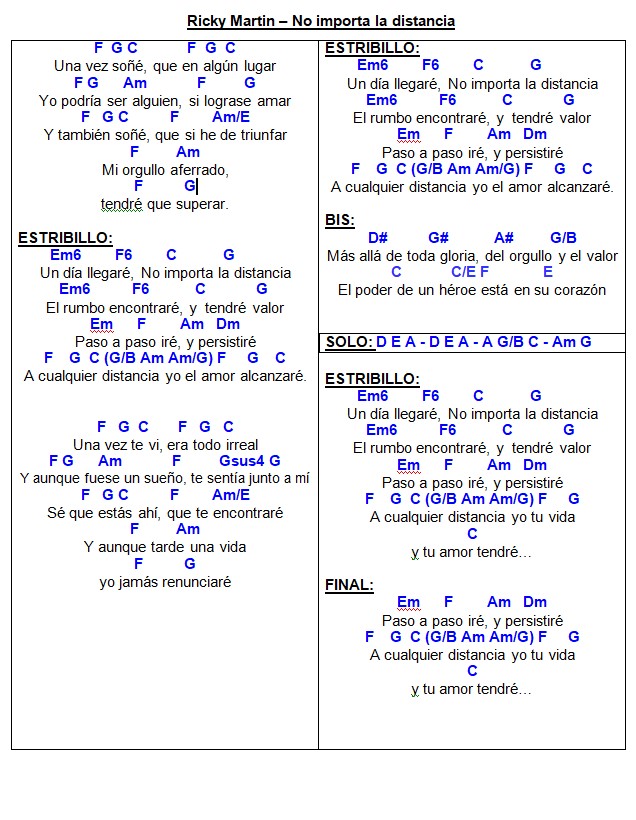 Ricky Martin – No importa la distancia
F G C F G C
Una vez soñé, que en algún lugar
F G Am F G
Yo podría ser alguien, si lograse amar
F G C F Am/E
Y también soñé, que si he de triunfar
F Am
Mi orgullo aferrado,
F G
tendré que superar.
ESTRIBILLO:
Em6 F6 C G
Un día llegaré, No importa la distancia
Em6 F6 C G
El rumbo encontraré, y tendré valor
Em F Am Dm
Paso a paso iré, y persistiré
F G C (G/B Am Am/G) F G C
A cualquier distancia yo el amor alcanzaré.
F G C F G C
Una vez te vi, era todo irreal
F G Am F Gsus4 G
Y aunque fuese un sueño, te sentía junto a mí
F G C F Am/E
Sé que estás ahí, que te encontraré
F Am
Y aunque tarde una vida
F G
yo jamás renunciaré
ESTRIBILLO:
Em6 F6 C G
Un día llegaré, No importa la distancia
Em6 F6 C G
El rumbo encontraré, y tendré valor
Em F Am Dm
Paso a paso iré, y persistiré
F G C (G/B Am Am/G) F G C
A cualquier distancia yo el amor alcanzaré.
BIS:
D# G# A# G/B
Más allá de toda gloria, del orgullo y el valor
C C/E F E
El poder de un héroe está en su corazón
SOLO: D E A - D E A - A G/B C - Am G
ESTRIBILLO:
Em6 F6 C G
Un día llegaré, No importa la distancia
Em6 F6 C G
El rumbo encontraré, y tendré valor
Em F Am Dm
Paso a paso iré, y persistiré
F G C (G/B Am Am/G) F G
A cualquier distancia yo tu vida
C
y tu amor tendré…
FINAL:
Em F Am Dm
Paso a paso iré, y persistiré
F G C (G/B Am Am/G) F G
A cualquier distancia yo tu vida
C
y tu amor tendré…